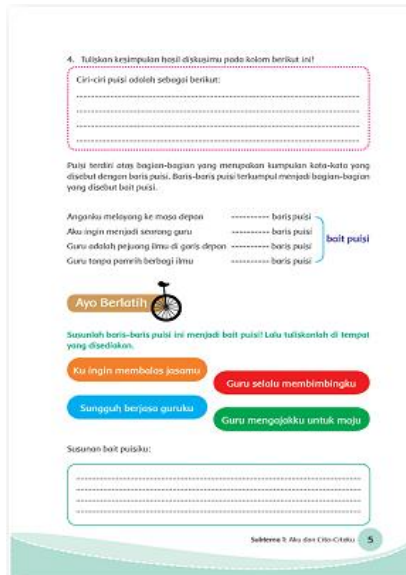 4. Tuliskan kesimpulan hasil diskusimu pada kolom berikut ini!
Ciri-ciri puisi adalah sebagai berikut:
Puisi terdiri atas bagian-bagian yang merupakan kumpulan kata-kata yang
disebut dengan baris puisi. Baris-baris puisi terkumpul menjadi bagian-bagian
yang disebut bait puisi.
Anganku melayang ke masa depan ---------- baris puisi
Aku ingin menjadi seorang guru ---------- baris puisi
bait puisi
Guru adalah pejuang ilmu di garis depan ---------- baris puisi
Guru tanpa pamrih berbagi ilmu ---------- baris puisi
Ayo Berlatih
Susunlah baris-baris puisi ini menjadi bait puisi! Lalu tuliskanlah di tempat
yang disediakan.
Ku ingin membalas jasamu
Guru selalu membimbingku
Sungguh berjasa guruku
Guru mengajakku untuk maju
Susunan bait puisiku:
Subtema 1: Aku dan Cita-Citaku 5